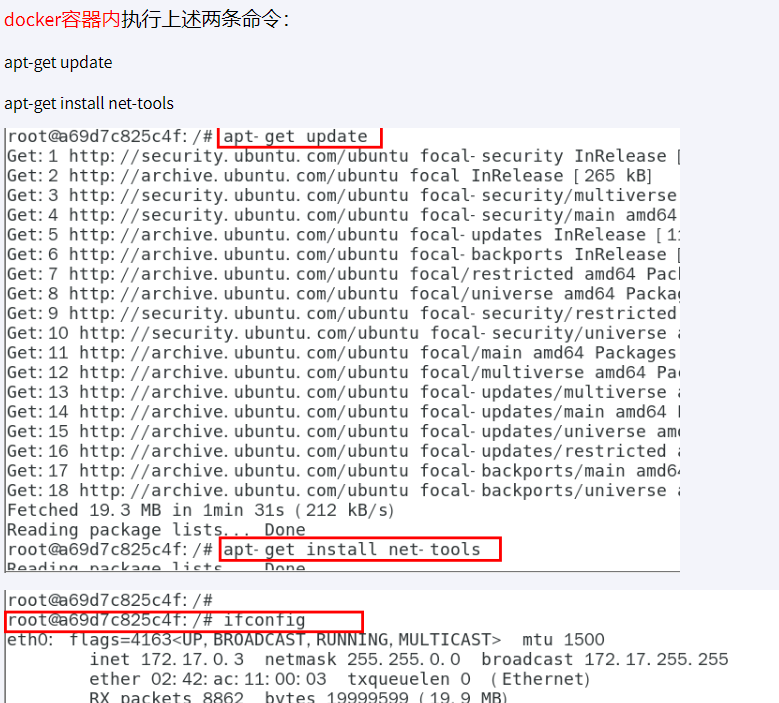 docker容器内执行上述两条命令：
apt-get update
apt-get install net-tools
root@a69d7c825c4f:/# apt-get update
Get:1 http://security.ubuntu.com/ubuntu focal-security InRelease [
Get:2 http://archive.ubuntu.com/ubuntu focal InRelease [265 kB]
Get:3 http://security.ubuntu.com/ubuntu focal-security/multiverse
Get:4 http://security.ubuntu.com/ubuntu focal-security/main amd64
Get:5 http://archive.ubuntu.com/ubuntu focal-updates InRelease [1
Get:6 http://archive.ubuntu.com/ubuntu focal-backports InRelease [
Get:7 http://archive.ubuntu.com/ubuntu focal/restricted amd64 Pac
Get:8 http://archive.ubuntu.com/ubuntu focal/universe amd64 Packa
Get:9 http://security.ubuntu.com/ubuntu focal-security/restricted
Get:10 http://security.ubuntu.com/ubuntu focal-security/universe
Get:11 http://archive.ubuntu.com/ubuntu focal/main amd64 Packages
Get:12 http://archive.ubuntu.com/ubuntu focal/multiverse amd64 Pa
Get:13 http://archive.ubuntu.com/ubuntu focal-updates/multiverse
Get:14 http://archive.ubuntu.com/ubuntu focal-updates/main amd64
Get:15 http://archive.ubuntu.com/ubuntu focal-updates/universe am
Get:16 http://archive.ubuntu.com/ubuntu focal-updates/restricted
Get:17 http://archive.ubuntu.com/ubuntu focal-backports/main amd6
Get:18 http://archive.ubuntu.com/ubuntu focal-backports/universe
Fetched 19.3 MB in 1min 31s (212 kB/s)
Reading package lists... Done
root@a69d7c825c4f:/# apt-get install net-tools
Reading package lists... Done
root@a69d7c825c4f:/#
root@a69d7c825c4f:/# ifconfig
eth0: flags=4163<UP,BROADCAST,RUNNING,MULTICAST> mtu 1500
inet 172.17.0.3 netmask 255.255.0.0 broadcast 172.17.255.255
ether 02:42:ac:11:00:03 txqueuelen 0 (Ethernet)
RX packets 8862 bytes 19999599 (19.9 MB)